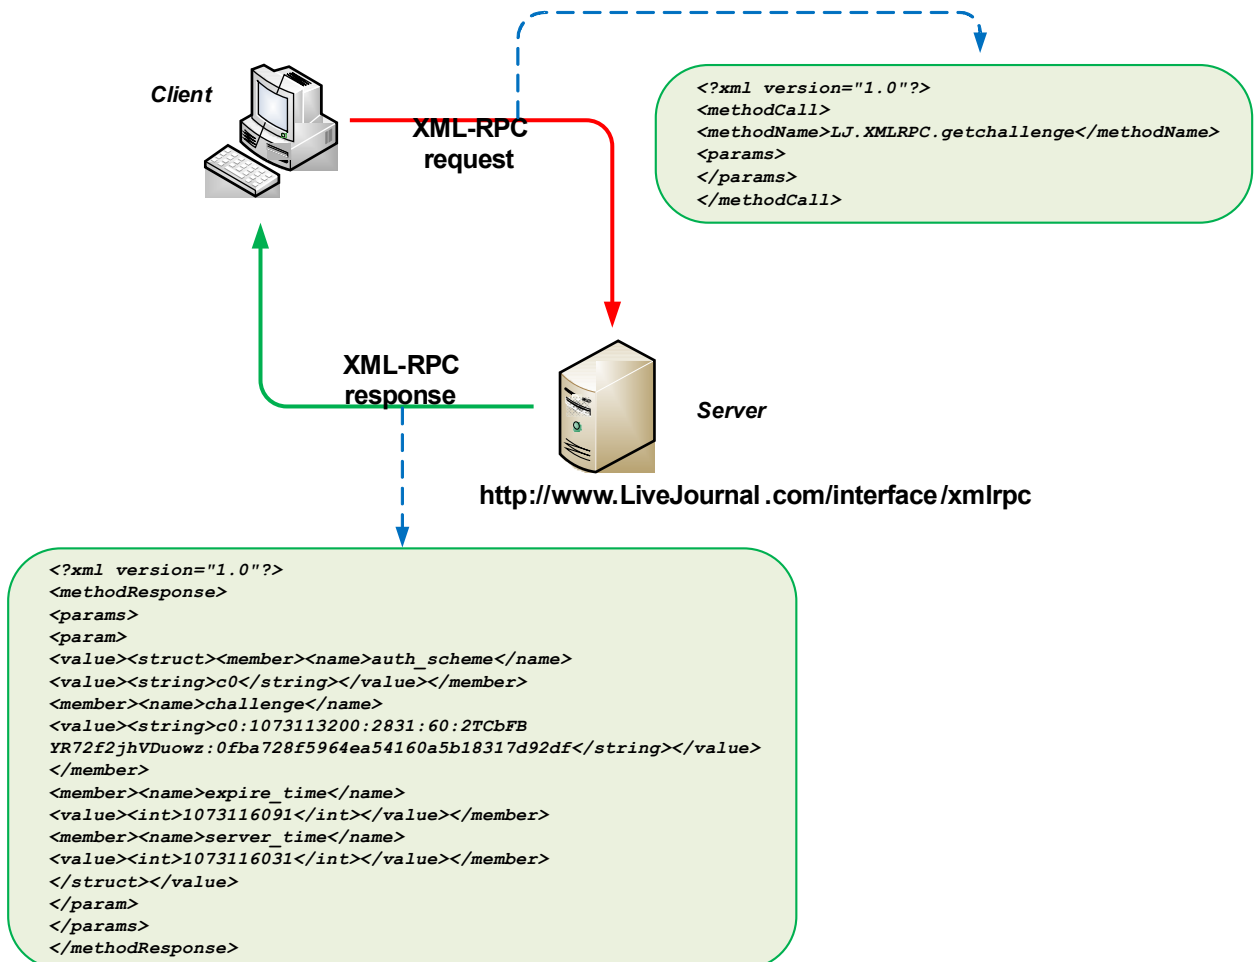 Client
XML-RPC
request
<?xml version="1.0"?>
<methodCall>
<methodName>LJ.XMLRPC.getchallenge</methodName>
<params>
</params>
</methodCall>
XML-RPC
response
Server
http://www.LiveJournal.com/interface/xmlrpc
<?xml version="1.0"?>
<methodResponse>
<params>
<param>
<value><struct><member><name>auth_scheme</name>
<value><string>c0</string></value></member>
<member><name>challenge</name>
<value><string>c0:1073113200:2831:60:2TCbFB
YR72f2jhVDuowz:0fba728f5964ea54160a5b18317d92df</string></value>
</member>
<member><name>expire_time</name>
<value><int>1073116091</int></value></member>
<member><name>server_time</name>
<value><int>1073116031</int></value></member>
</struct></value>
</param>
</params>
</methodResponse>